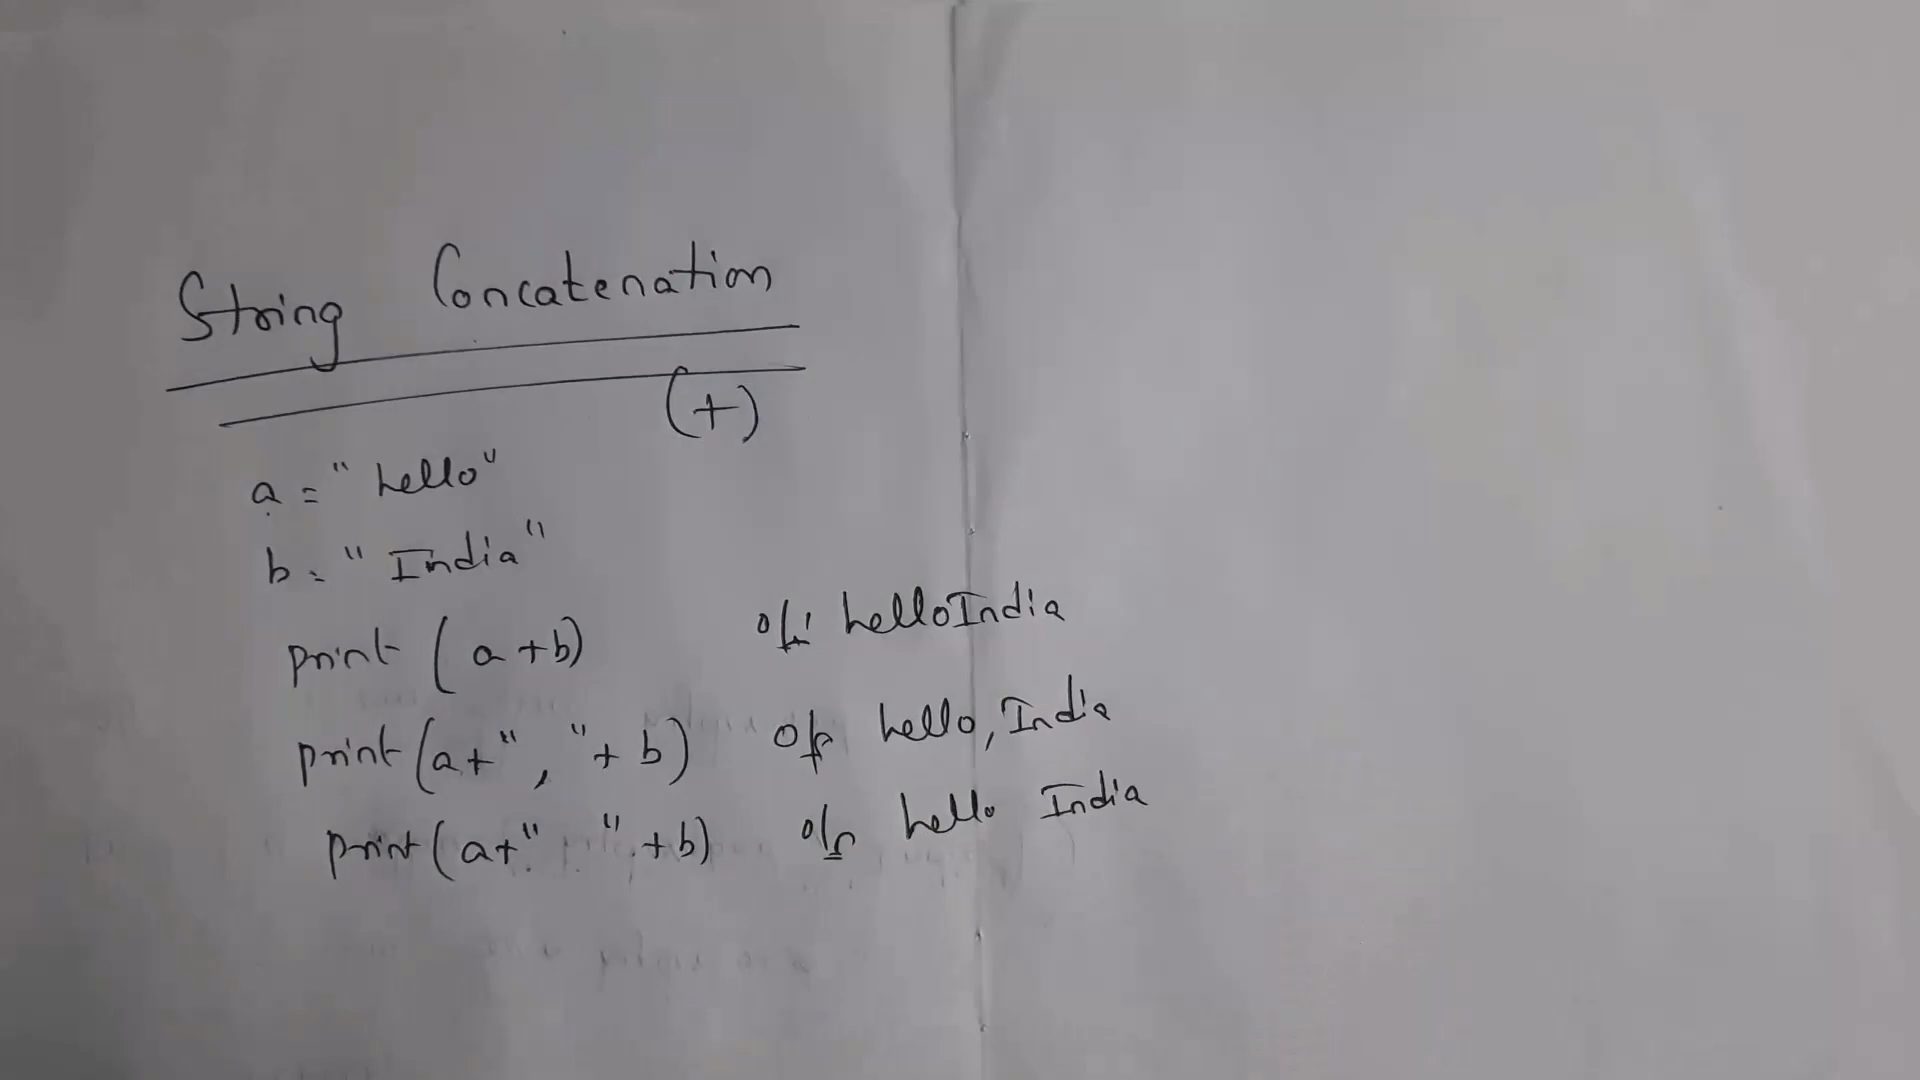 String Concatenation
(+)
a = "hello"
b = "India"
print (a+b) o/p: helloIndia
print(a+","+b) o/p hello,India
print(a+" "+b) o/p hello India